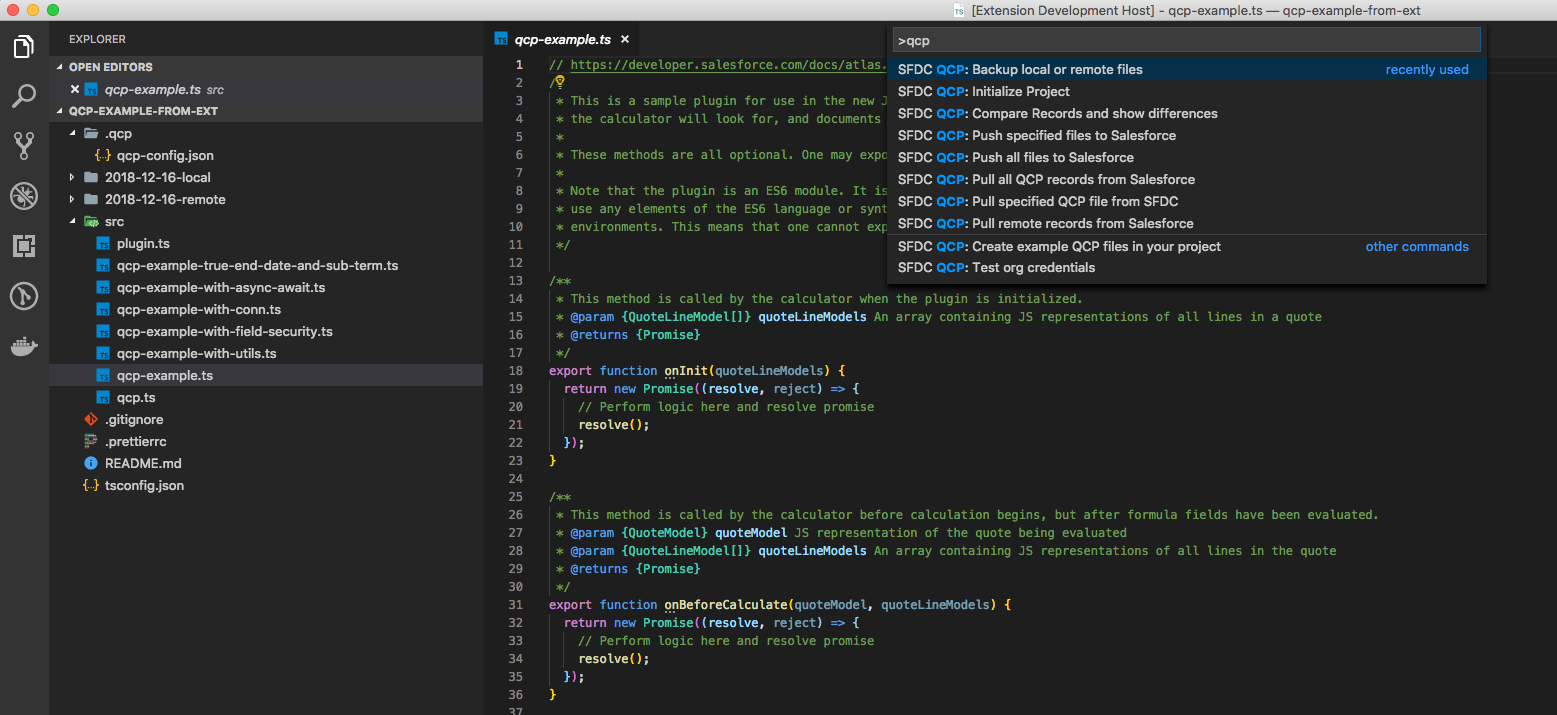 [Extension Development Host] - qcp-example.ts — qcp-example-from-ext
EXPLORER
OPEN EDITORS
qcp-example.ts src
QCP-EXAMPLE-FROM-EXT
.qcp
{..} qcp-config.json
2018-12-16-local
2018-12-16-remote
src
TS plugin.ts
TS qcp-example-true-end-date-and-sub-term.ts
TS qcp-example-with-async-await.ts
TS qcp-example-with-conn.ts
TS qcp-example-with-field-security.ts
TS qcp-example-with-utils.ts
TS qcp-example.ts
TS qcp.ts
.gitignore
.prettierrc
README.md
{..} tsconfig.json
TS qcp-example.ts ×
>qcp
SFDC QCP: Backup local or remote files recently used
SFDC QCP: Initialize Project
SFDC QCP: Compare Records and show differences
SFDC QCP: Push specified files to Salesforce
SFDC QCP: Push all files to Salesforce
SFDC QCP: Pull all QCP records from Salesforce
SFDC QCP: Pull specified QCP file from SFDC
SFDC QCP: Pull remote records from Salesforce
SFDC QCP: Create example QCP files in your project other commands
SFDC QCP: Test org credentials
1 // https://developer.salesforce.com/docs/atlas.
2 /
3 * This is a sample plugin for use in the new J
4 * the calculator will look for, and documents
5 *
6 * These methods are all optional. One may expo
7 *
8 * Note that the plugin is an ES6 module. It is
9 * use any elements of the ES6 language or synt
10 * environments. This means that one cannot exp
11 */
12
13 /**
14 * This method is called by the calculator when the plugin is initialized.
15 * @param {QuoteLineModel[]} quoteLineModels An array containing JS representations of all lines in a quote
16 * @returns {Promise}
17 */
18 export function onInit(quoteLineModels) {
19 return new Promise((resolve, reject) => {
20 // Perform logic here and resolve promise
21 resolve();
22 });
23 }
24
25 /**
26 * This method is called by the calculator before calculation begins, but after formula fields have been evaluated.
27 * @param {QuoteModel} quoteModel JS representation of the quote being evaluated
28 * @param {QuoteLineModel[]} quoteLineModels An array containing JS representations of all lines in the quote
29 * @returns {Promise}
30 */
31 export function onBeforeCalculate(quoteModel, quoteLineModels) {
32 return new Promise((resolve, reject) => {
33 // Perform logic here and resolve promise
34 resolve();
35 });
36 }
37